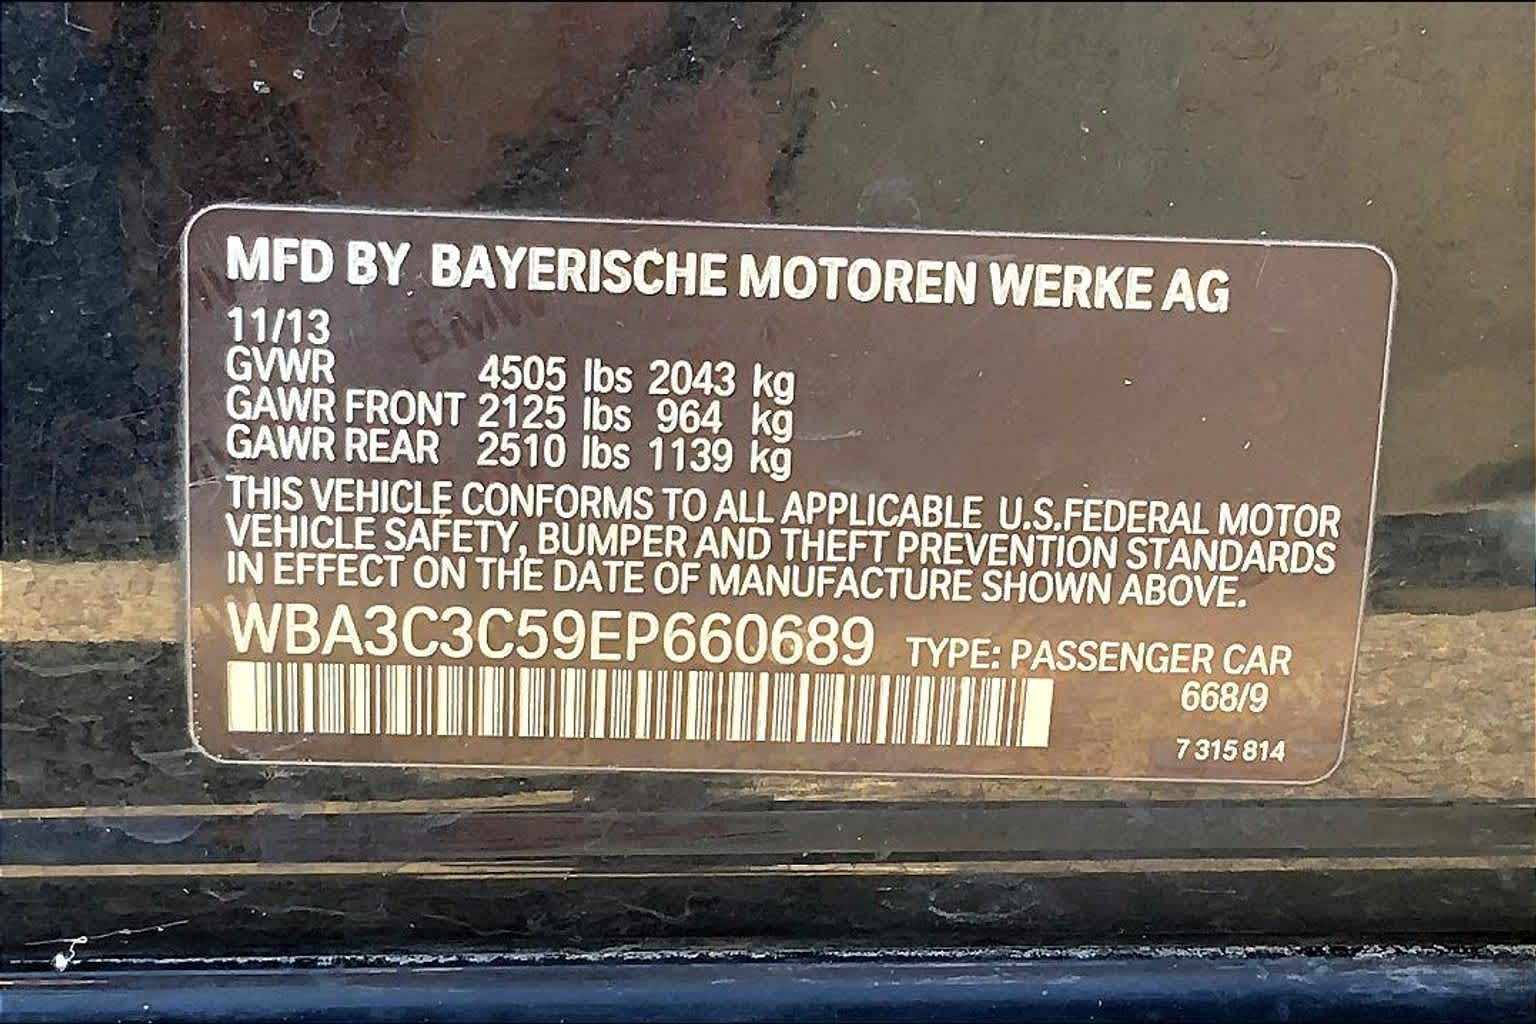 MFD BY BAYERISCHE MOTOREN WERKE AG
11/13
GVWR 4505 lbs 2043 kg
GAWR FRONT 2125 lbs 964 kg
GAWR REAR 2510 lbs 1139 kg
THIS VEHICLE CONFORMS TO ALL APPLICABLE U.S.FEDERAL MOTOR
VEHICLE SAFETY, BUMPER AND THEFT PREVENTION STANDARDS
IN EFFECT ON THE DATE OF MANUFACTURE SHOWN ABOVE.
WBA3C3C59EP660689 TYPE: PASSENGER CAR
668/9
7 315 814
BMW